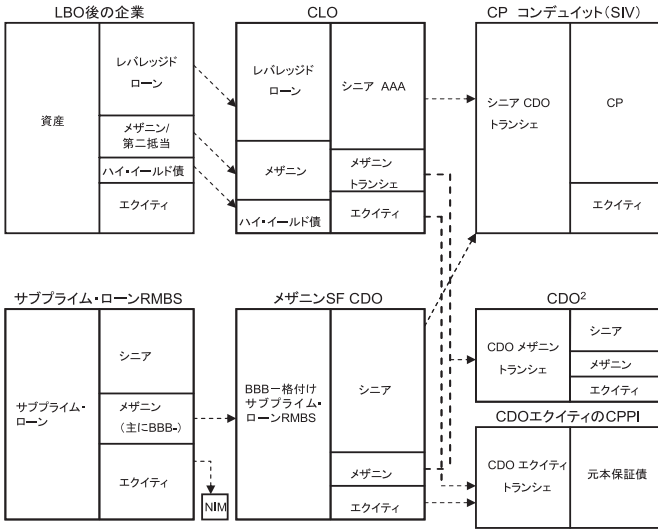 LBO後の企業
資産
レバレッジド
ローン
メザニン/
第二抵当
ハイ・イールド債
エクイティ
CLO
レバレッジド
ローン
メザニン
ハイ・イールド債
シニア AAA
メザニン
トランシェ
エクイティ
CP コンデュイット(SIV)
シニア CDO
トランシェ
CP
エクイティ
サブプライム・ローンRMBS
サブプライム・
ローン
シニア
メザニン
(主にBBB-)
エクイティ
NIM
メザニンSF CDO
BBB－格付け
サブプライム・
ローンRMBS
シニア
メザニン
エクイティ
CDO²
CDO メザニン
トランシェ
シニア
メザニン
エクイティ
CDOエクイティのCPPI
CDO エクイティ
トランシェ
元本保証債